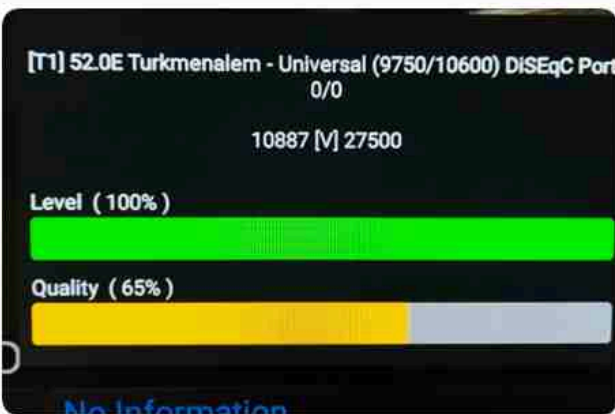 [T1] 52.0E Turkmenalem - Universal (9750/10600) DiSEqC Port
0/0
10887 [V] 27500
Level ( 100% )
Quality ( 65% )
No Information